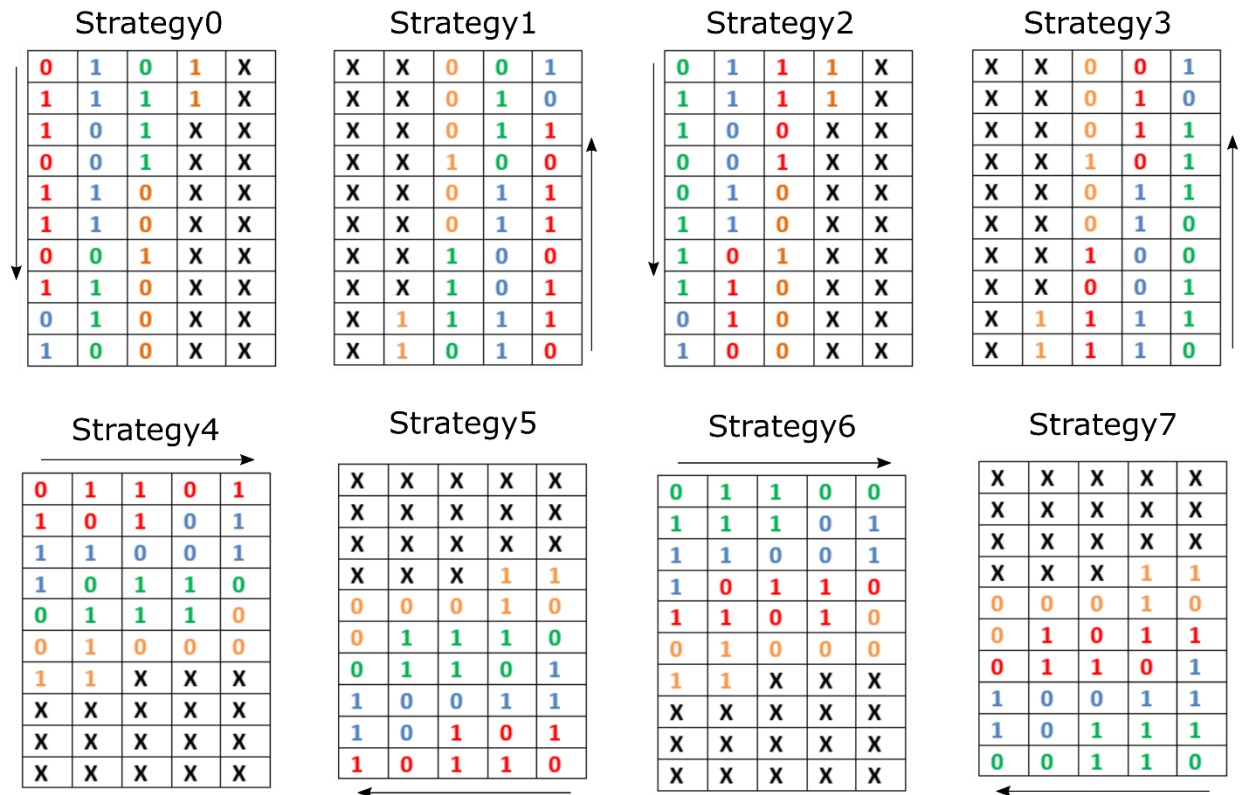 Strategy0 Strategy1 Strategy2 Strategy3
0 1 0 1 X X X 0 0 1 0 1 1 1 X X X 0 0 1
1 1 1 1 X X X 0 1 0 1 1 1 1 X X X 0 1 0
1 0 1 X X X X 0 1 1 1 0 0 X X X X 0 1 1
0 0 1 X X X X 1 0 0 0 0 1 X X X X 1 0 1
1 1 0 X X X X 0 1 1 0 1 0 X X X X 0 1 1
1 1 0 X X X X 0 1 1 1 1 0 X X X X 0 1 0
0 0 1 X X X X 1 0 0 1 0 1 X X X X 1 0 0
1 1 0 X X X X 1 0 1 1 1 0 X X X X 0 0 1
0 1 0 X X X 1 1 1 1 0 1 0 X X X 1 1 1 1
1 0 0 X X X 1 0 1 0 1 0 0 X X X 1 1 1 0
Strategy4 Strategy5 Strategy6 Strategy7
0 1 1 0 1 X X X X X 0 1 1 0 0 X X X X X
1 0 1 0 1 X X X X X 1 1 1 0 1 X X X X X
1 1 0 0 1 X X X X X 1 1 0 0 1 X X X X X
1 0 1 1 0 X X X 1 1 1 0 1 1 0 X X X 1 1
0 1 1 1 0 0 0 0 1 0 1 1 0 1 0 0 0 0 1 0
0 1 0 0 0 0 1 1 1 0 0 1 0 0 0 0 1 0 1 1
1 1 X X X 0 1 1 0 1 1 1 X X X 0 1 1 0 1
X X X X X 1 0 0 1 1 X X X X X 1 0 0 1 1
X X X X X 1 0 1 0 1 X X X X X 1 0 1 1 1
X X X X X 1 0 1 1 0 X X X X X 0 0 1 1 0